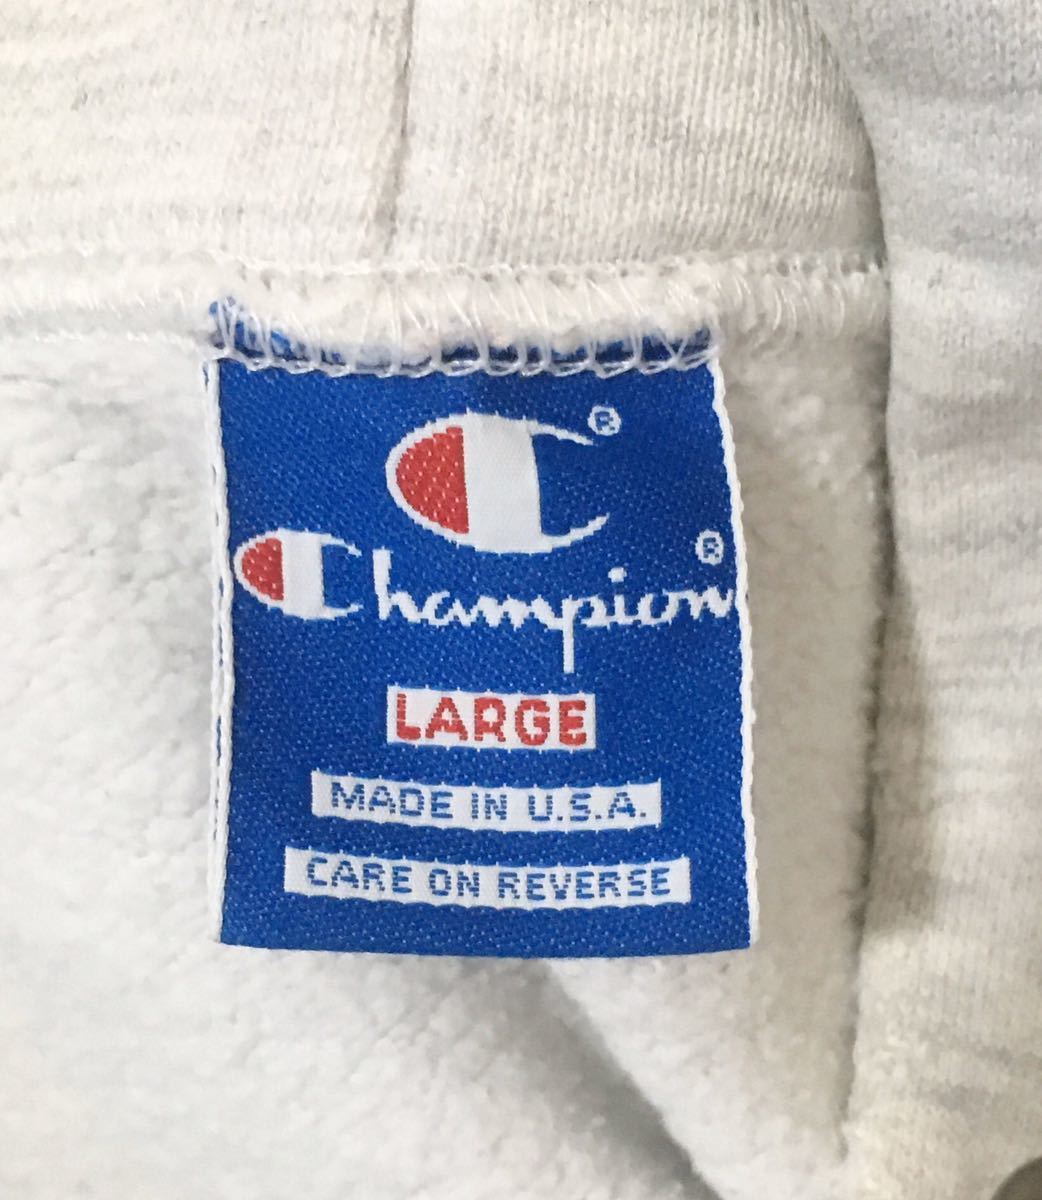 C®
Champion®
LARGE
MADE IN U.S.A.
CARE ON REVERSE